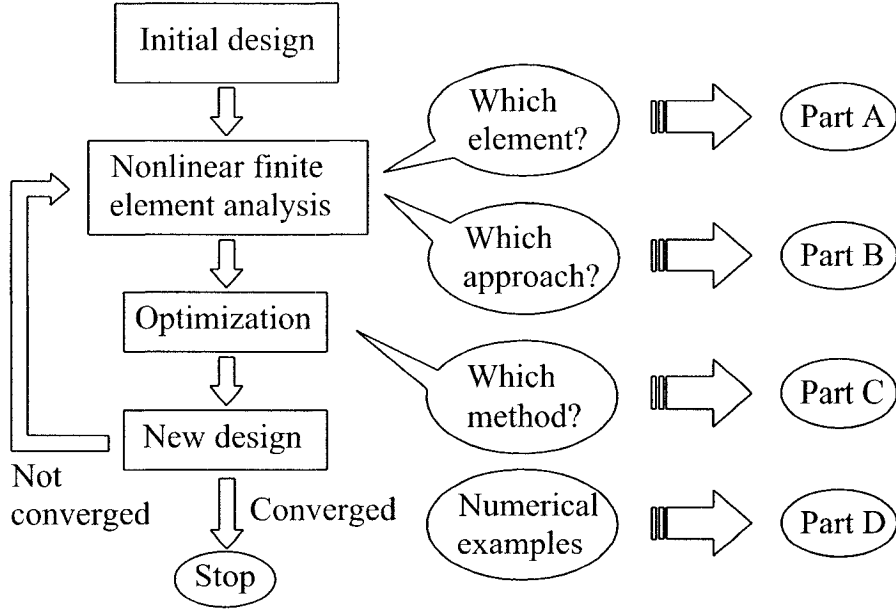 Initial design
Nonlinear finite
element analysis
Optimization
New design
Not
converged
Converged
Stop
Which
element?
Part A
Which
approach?
Part B
Which
method?
Part C
Numerical
examples
Part D